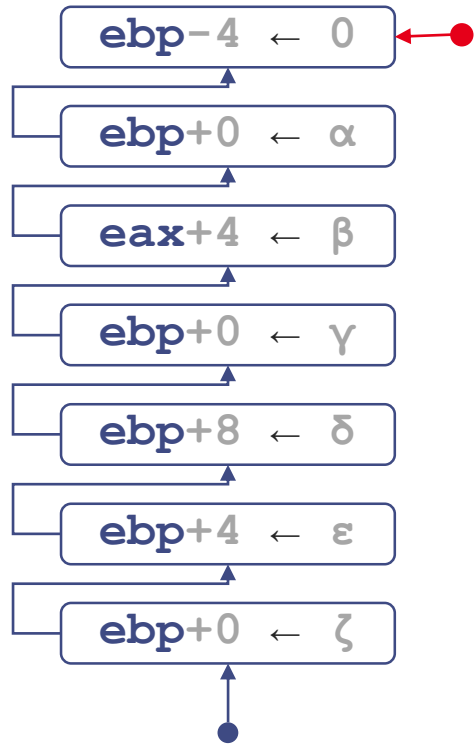 ebp-4 ← 0
ebp+0 ← α
eax+4 ← β
ebp+0 ← γ
ebp+8 ← δ
ebp+4 ← ε
ebp+0 ← ζ